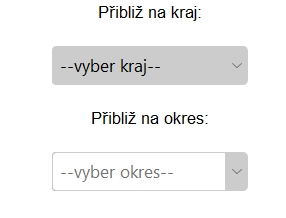 Přibliž na kraj:
--vyber kraj--
Přibliž na okres:
--vyber okres--